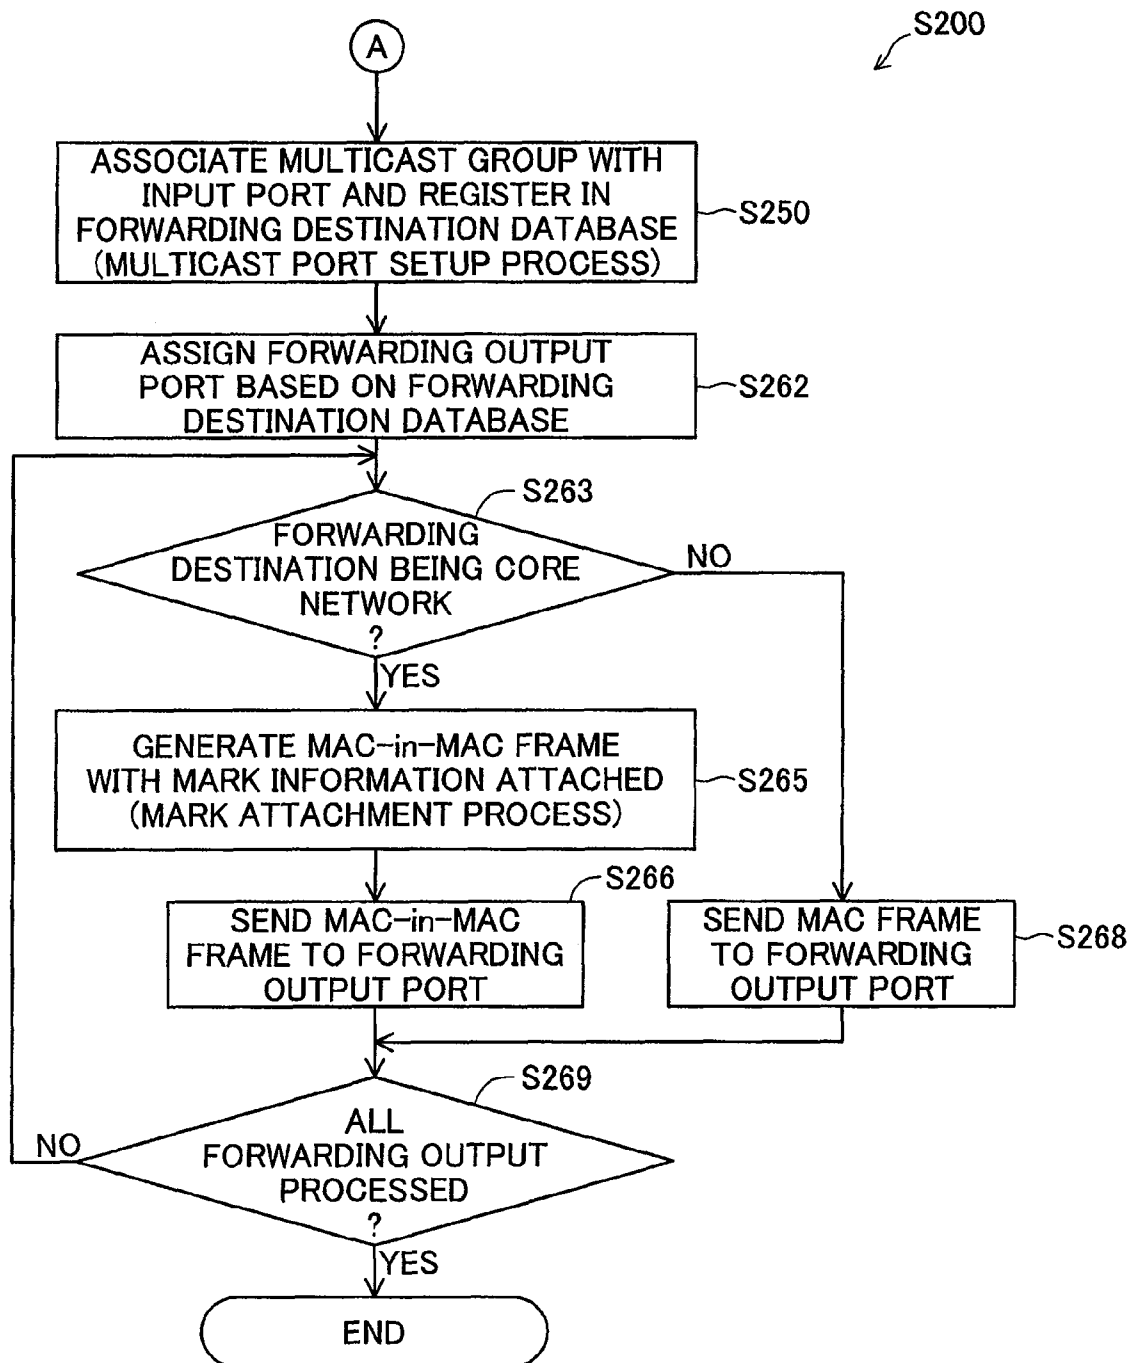 S200
A
ASSOCIATE MULTICAST GROUP WITH
INPUT PORT AND REGISTER IN
FORWARDING DESTINATION DATABASE
(MULTICAST PORT SETUP PROCESS)
S250
ASSIGN FORWARDING OUTPUT
PORT BASED ON FORWARDING
DESTINATION DATABASE
S262
S263
FORWARDING
DESTINATION BEING CORE
NETWORK
?
NO
YES
GENERATE MAC-in-MAC FRAME
WITH MARK INFORMATION ATTACHED
(MARK ATTACHMENT PROCESS)
S265
S266
SEND MAC-in-MAC
FRAME TO FORWARDING
OUTPUT PORT
SEND MAC FRAME
TO FORWARDING
OUTPUT PORT
S268
S269
ALL
FORWARDING OUTPUT
PROCESSED
?
NO
YES
END